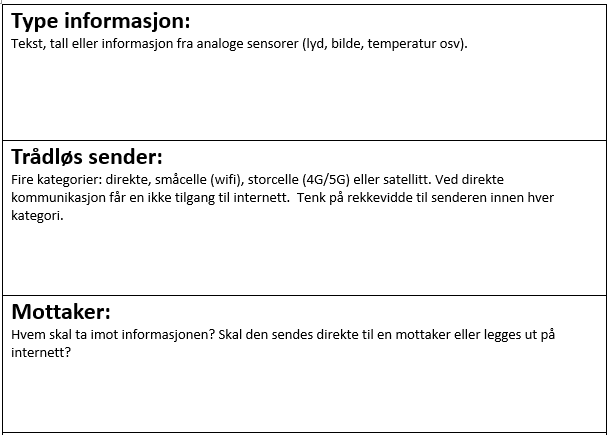 Type informasjon:
Tekst, tall eller informasjon fra analoge sensorer (lyd, bilde, temperatur osv).
Trådløs sender:
Fire kategorier: direkte, småcelle (wifi), storcelle (4G/5G) eller satellitt. Ved direkte
kommunikasjon får en ikke tilgang til internett.  Tenk på rekkevidde til senderen innen hver
kategori.
Mottaker:
Hvem skal ta imot informasjonen? Skal den sendes direkte til en mottaker eller legges ut på
internett?